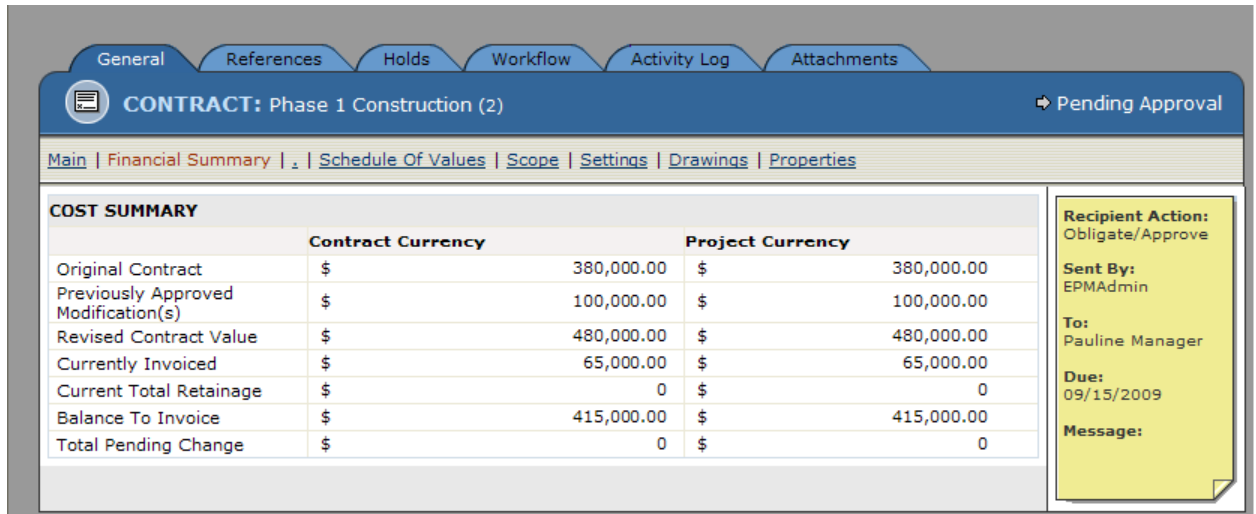 General References Holds Workflow Activity Log Attachments
CONTRACT: Phase 1 Construction (2) Pending Approval
Main | Financial Summary | . | Schedule Of Values | Scope | Settings | Drawings | Properties
COST SUMMARY
Contract Currency Project Currency
Original Contract $ 380,000.00 $ 380,000.00
Previously Approved
Modification(s) $ 100,000.00 $ 100,000.00
Revised Contract Value $ 480,000.00 $ 480,000.00
Currently Invoiced $ 65,000.00 $ 65,000.00
Current Total Retainage $ 0 $ 0
Balance To Invoice $ 415,000.00 $ 415,000.00
Total Pending Change $ 0 $ 0
Recipient Action:
Obligate/Approve
Sent By:
EPMAdmin
To:
Pauline Manager
Due:
09/15/2009
Message: